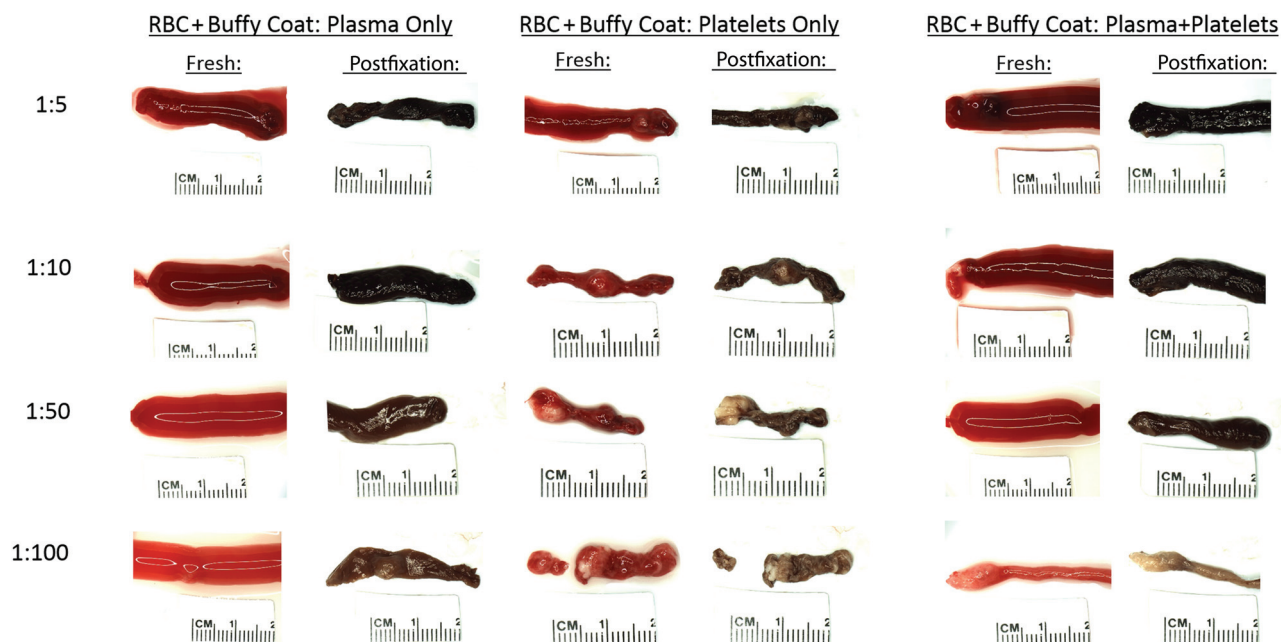 RBC + Buffy Coat: Plasma Only
RBC + Buffy Coat: Platelets Only
RBC + Buffy Coat: Plasma+Platelets
Fresh:
Postfixation:
Fresh:
Postfixation:
Fresh:
Postfixation:
1:5
CM 1 2
CM 1 2
CM 1 2
CM 1 2
CM 1 2
CM 1 2
1:10
CM 1 2
CM 1 2
CM 1 2
CM 1 2
CM 1 2
CM 1 2
1:50
CM 1 2
CM 1 2
CM 1 2
CM 1 2
CM 1 2
CM 1 2
1:100
CM 1 2
CM 1 2
CM 1 2
CM 1 2
CM 1 2
CM 1 2